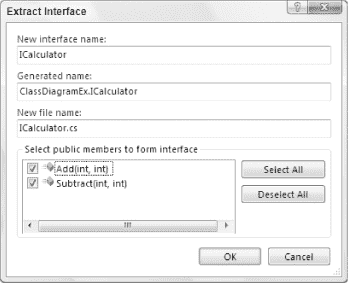 Extract Interface
New interface name:
ICalculator
Generated name:
ClassDiagramEx.ICalculator
New file name:
ICalculator.cs
Select public members to form interface
Add(int, int)
Subtract(int, int)
Select All
Deselect All
OK
Cancel